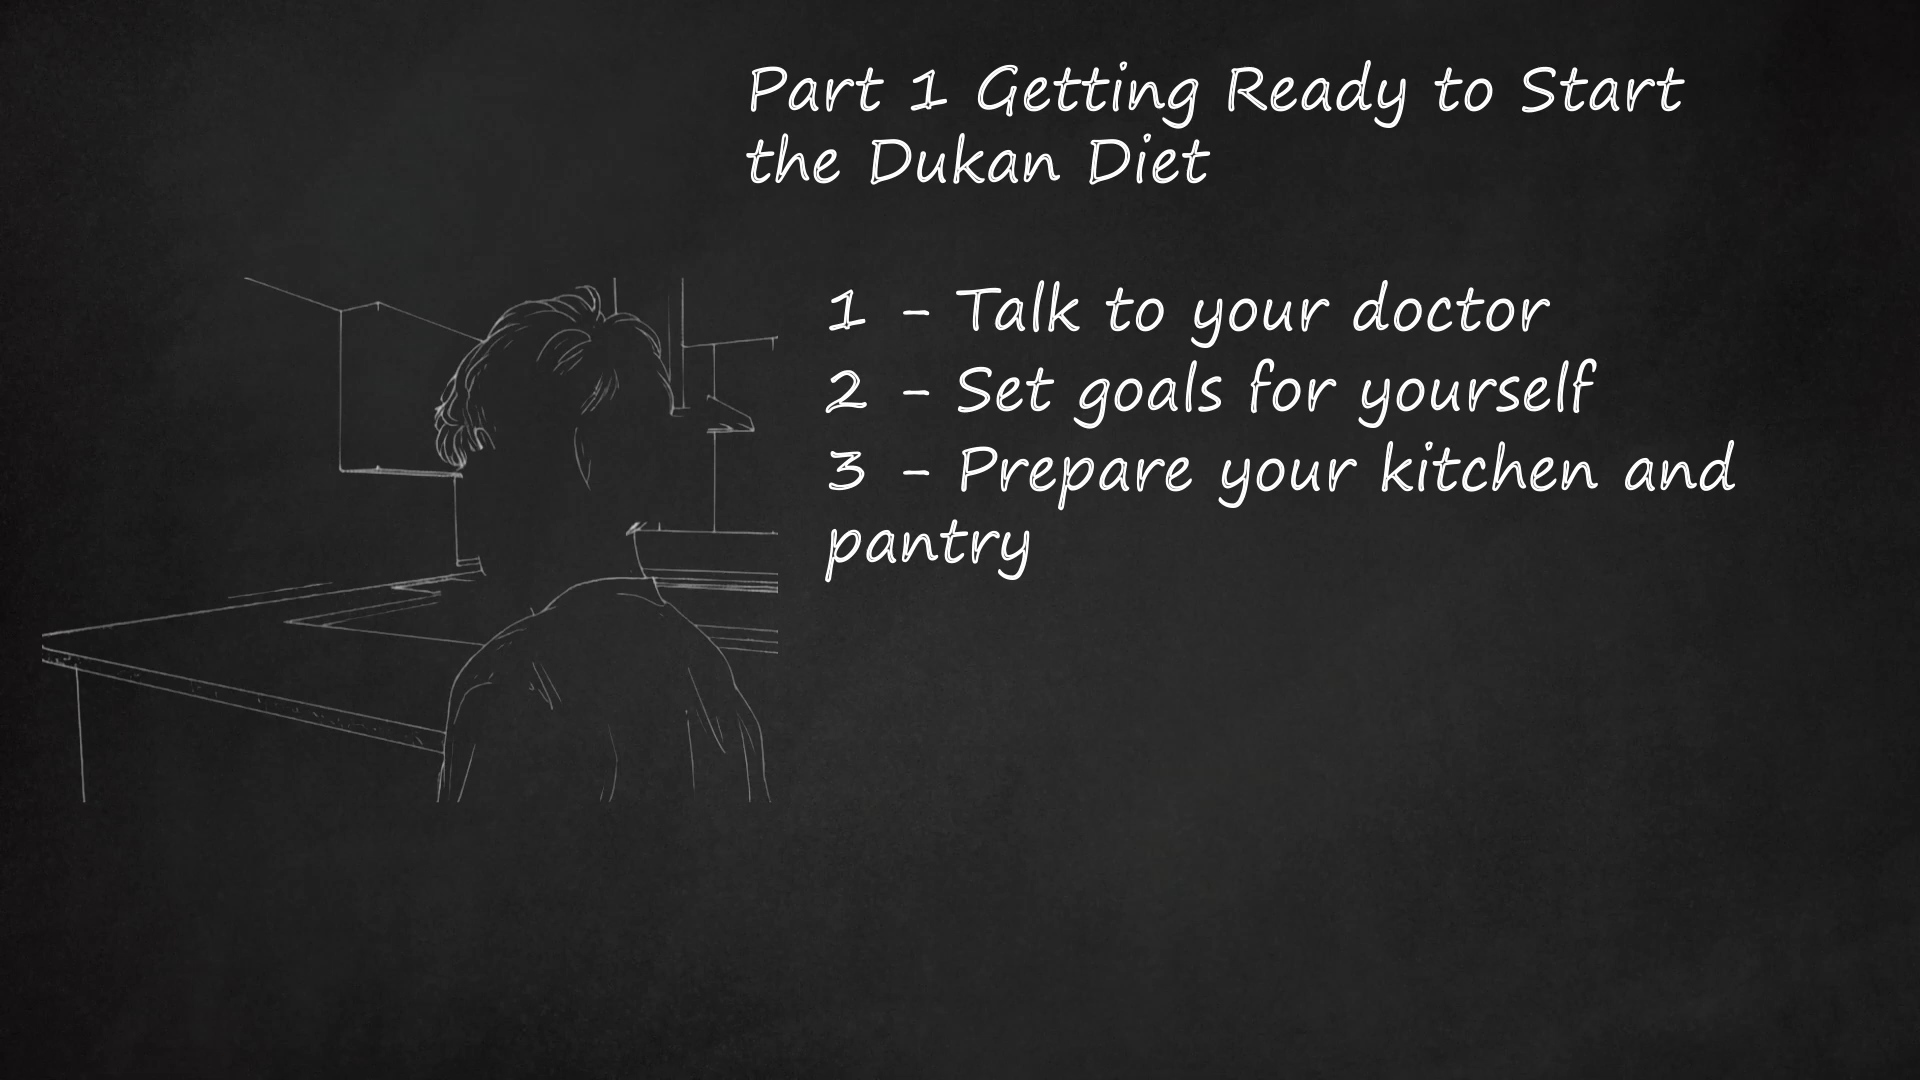 Part 1 Getting Ready to Start
the Dukan Diet
1 - Talk to your doctor
2 - Set goals for yourself
3 - Prepare your kitchen and
pantry